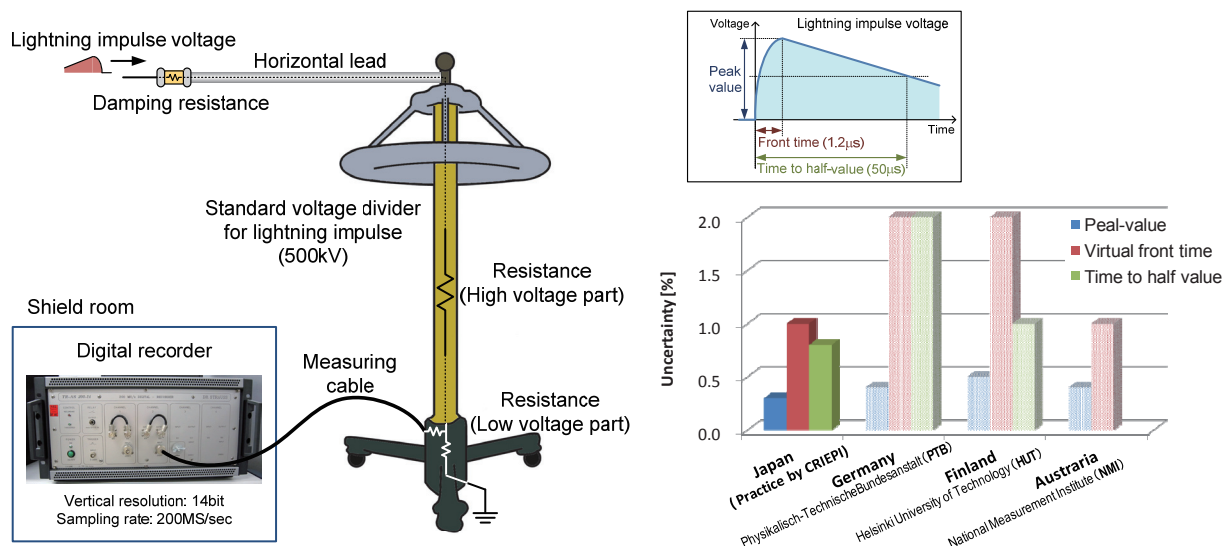 Lightning impulse voltage
Horizontal lead
Damping resistance
Standard voltage divider
for lightning impulse
(500kV)
Resistance
(High voltage part)
Shield room
Digital recorder
Measuring
cable
Resistance
(Low voltage part)
Vertical resolution: 14bit
Sampling rate: 200MS/sec
Voltage
Lightning impulse voltage
Peak
value
Time
Front time (1.2μs)
Time to half-value (50μs)
Uncertainty [%]
2.0
1.5
1.0
0.5
0.0
Peal-value
Virtual front time
Time to half value
Japan
(Practice by CRIEPI)
Germany
Physikalisch-TechnischeBundesanstalt (PTB)
Finland
Helsinki University of Technology (HUT)
Austraria
National Measurement Institute (NMI)